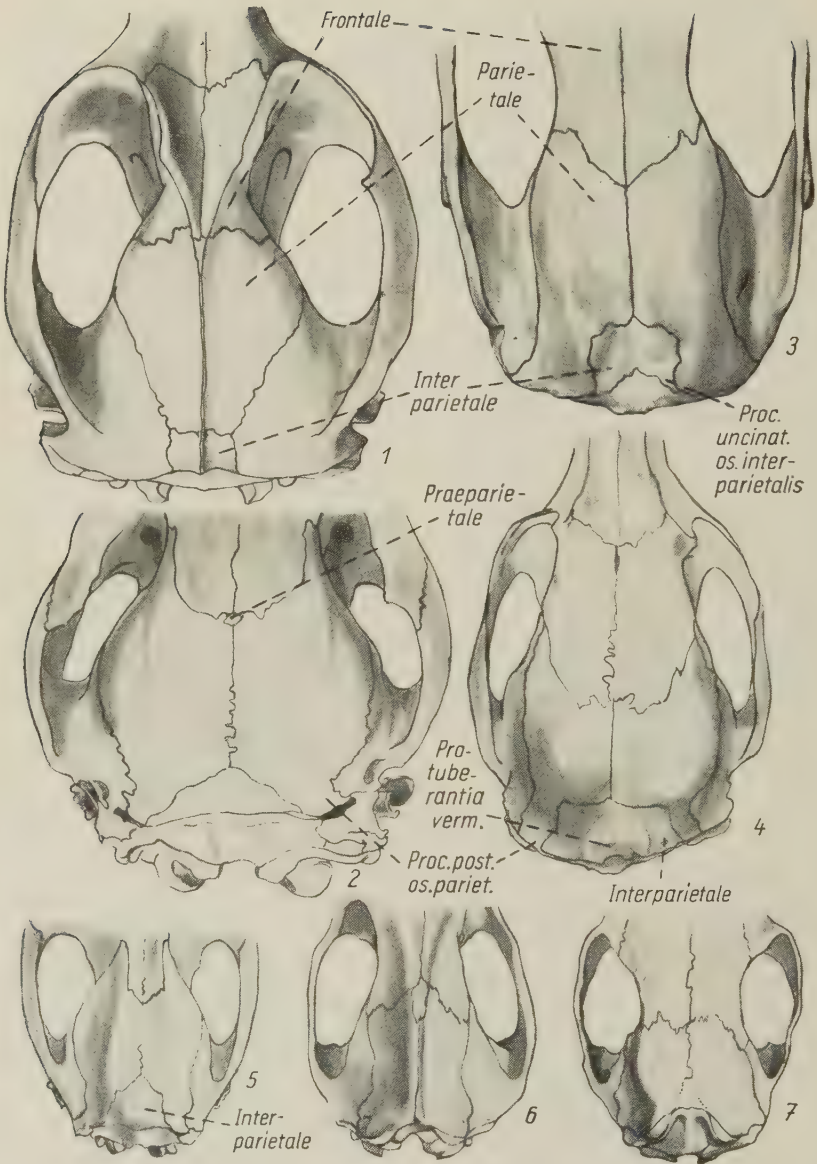 Frontale
Parie-
tale
3
Inter
parietale
1
Proc.
uncinat.
os. inter-
parietalis
Praeparie-
tale
Pro-
tube-
rantia
verm.
4
2
Proc. post.
os. pariet.
Interparietale
5
Inter-
parietale
6
7